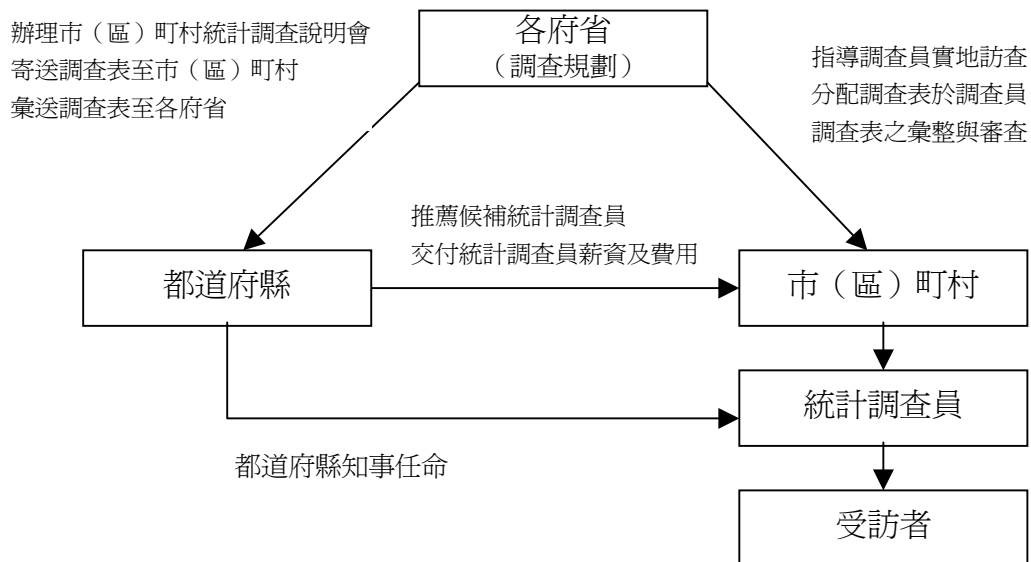 辦理市（區）町村統計調查說明會
寄送調查表至市（區）町村
彙送調查表至各府省
各府省
（調查規劃）
指導調查員實地訪查
分配調查表於調查員
調查表之彙整與審查
推薦候補統計調查員
交付統計調查員薪資及費用
都道府縣
市（區）町村
統計調查員
都道府縣知事任命
受訪者